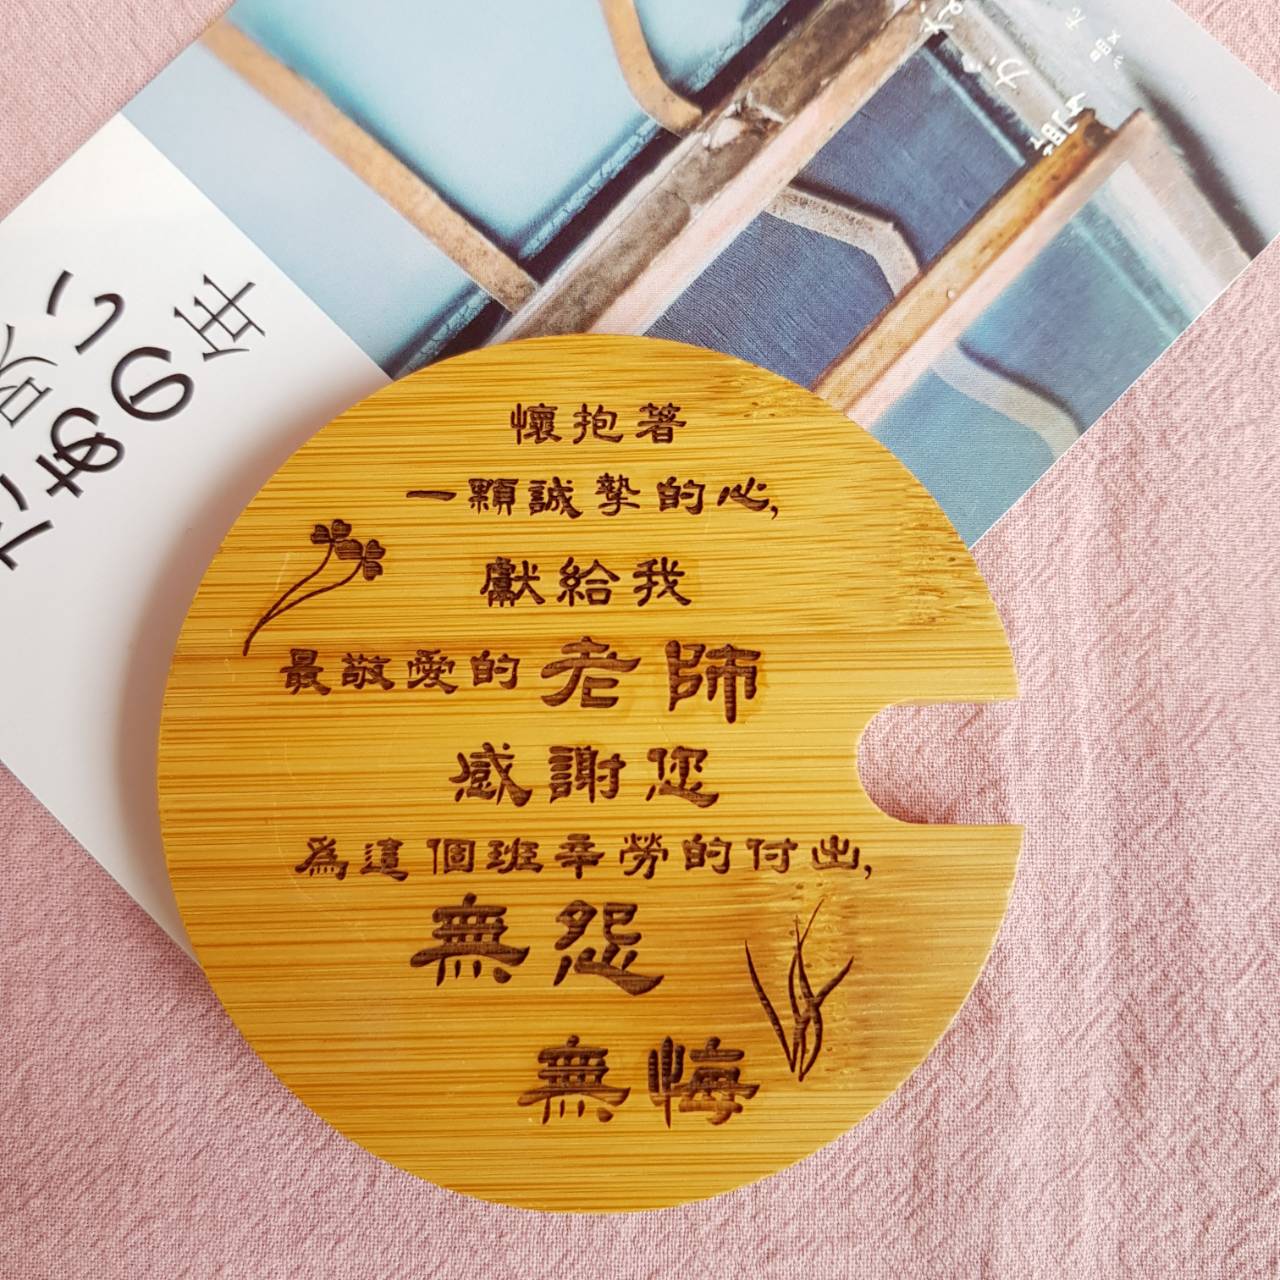 懷抱著
一顆誠摯的心,
獻給我
最敬愛的老師
感謝您
為這個班辛勞的付出,
無怨
無悔